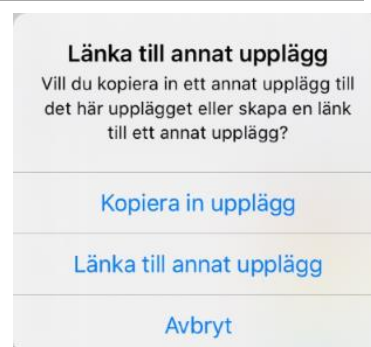 Länka till annat upplägg
Vill du kopiera in ett annat upplägg till
det här upplägget eller skapa en länk
till ett annat upplägg?
Kopiera in upplägg
Länka till annat upplägg
Avbryt